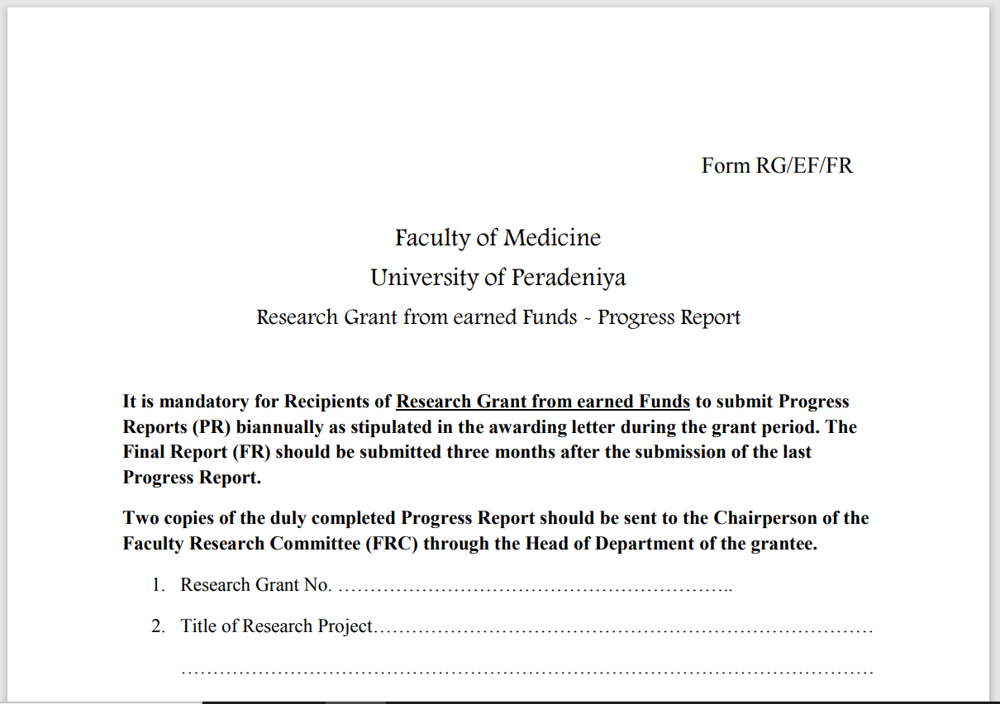 Form RG/EF/FR
Faculty of Medicine
University of Peradeniya
Research Grant from earned Funds ~ Progress Report
It is mandatory for Recipients of Research Grant from earned Funds to submit Progress
Reports (PR) biannually as stipulated in the awarding letter during the grant period. The
Final Report (FR) should be submitted three months after the submission of the last
Progress Report.
Two copies of the duly completed Progress Report should be sent to the Chairperson of the
Faculty Research Committee (FRC) through the Head of Department of the grantee.
1. Research Grant No. …………………………………………………………..
2. Title of Research Project……………………………………………………………………
………………………………………………………………………………………………